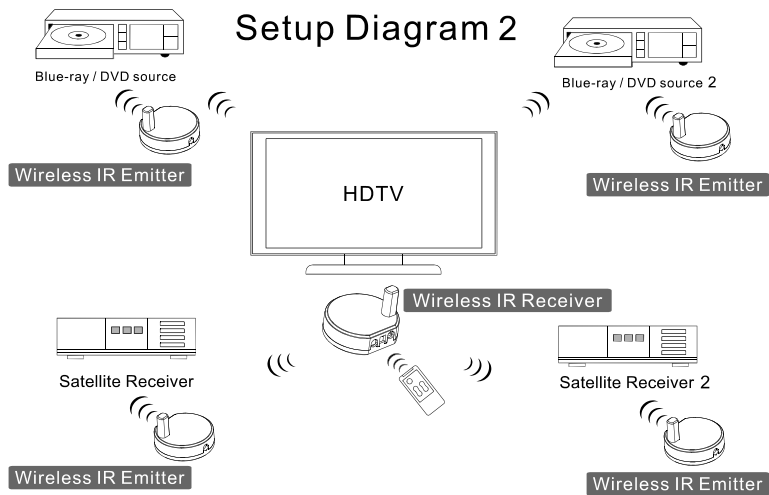 Setup Diagram 2
Blue-ray / DVD source
Blue-ray / DVD source 2
Wireless IR Emitter
Wireless IR Emitter
HDTV
Wireless IR Receiver
Satellite Receiver
Satellite Receiver 2
Wireless IR Emitter
Wireless IR Emitter